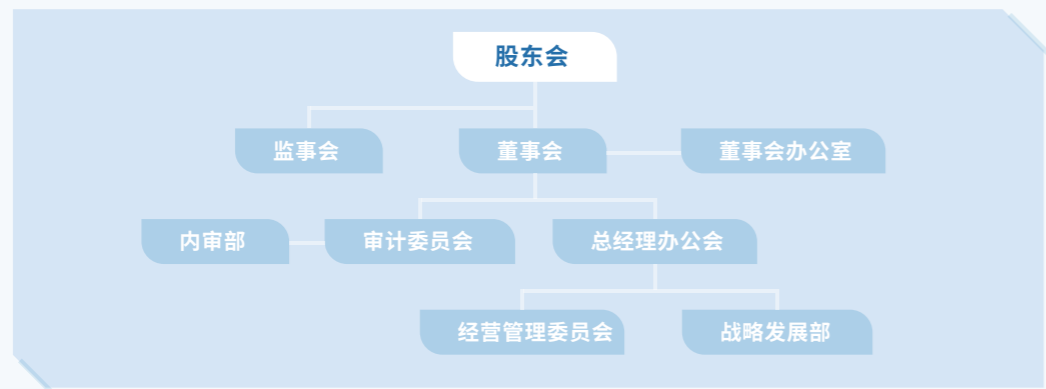 股东会
监事会
董事会
董事会办公室
内审部
审计委员会
总经理办公会
经营管理委员会
战略发展部